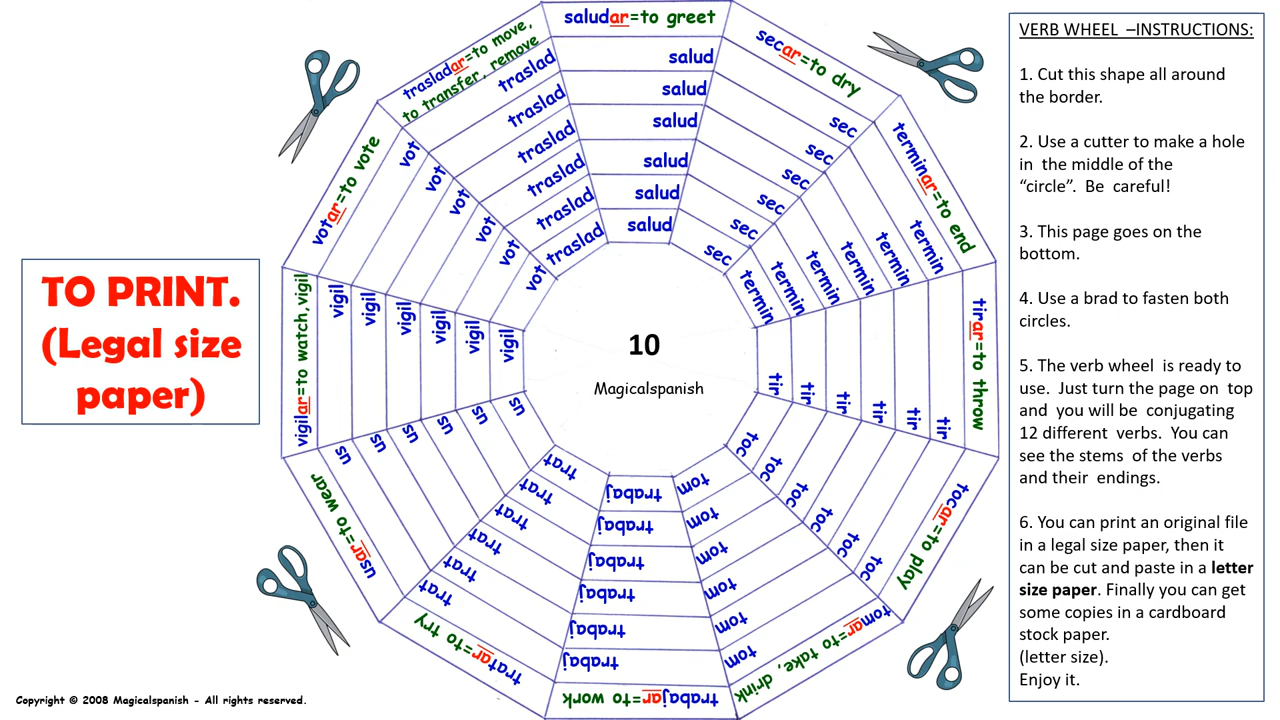 saludar=to greet
salud
salud
salud
salud
salud
salud
secar=to dry
sec
sec
sec
sec
sec
sec
terminar=to end
termin
termin
termin
termin
termin
termin
tirar=to throw
tir
tir
tir
tir
tir
tir
tocar=to play
toc
toc
toc
toc
toc
toc
tomar=to take, drink
tom
tom
tom
tom
tom
tom
trabajar=to work
trabaj
trabaj
trabaj
trabaj
trabaj
trabaj
tratar=to try
trat
trat
trat
trat
trat
trat
usar=to wear
us
us
us
us
us
us
vigilar=to watch,vigil
vigil
vigil
vigil
vigil
vigil
vigil
votar=to vote
vot
vot
vot
vot
vot
vot
trasladar=to move,
to transfer, remove
traslad
traslad
traslad
traslad
traslad
traslad
10
Magicalspanish
TO PRINT.
(Legal size
paper)
Copyright © 2008 Magicalspanish - All rights reserved.
VERB WHEEL –INSTRUCTIONS:
1. Cut this shape all around
the border.
2. Use a cutter to make a hole
in the middle of the
“circle”. Be careful!
3. This page goes on the
bottom.
4. Use a brad to fasten both
circles.
5. The verb wheel is ready to
use. Just turn the page on top
and you will be conjugating
12 different verbs. You can
see the stems of the verbs
and their endings.
6. You can print an original file
in a legal size paper, then it
can be cut and paste in a letter
size paper. Finally you can get
some copies in a cardboard
stock paper.
(letter size).
Enjoy it.